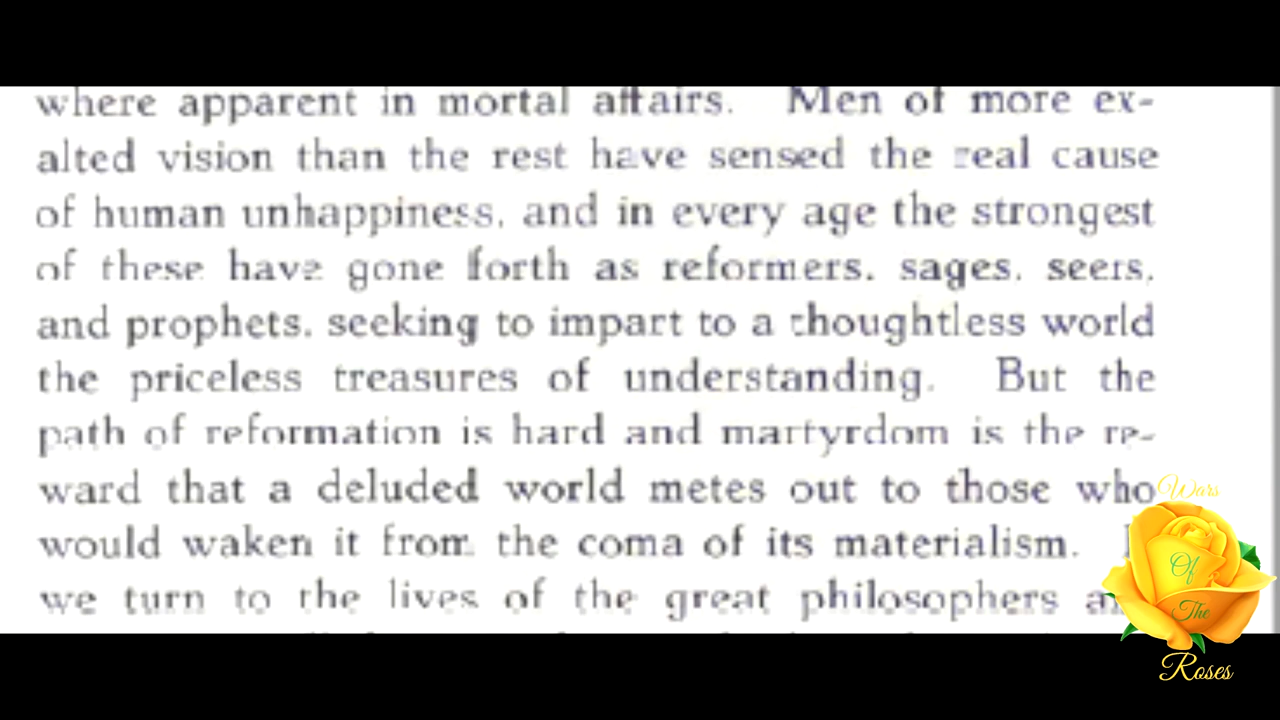 where apparent in mortal affairs. Men of more ex-
alted vision than the rest have sensed the real cause
of human unhappiness, and in every age the strongest
of these have gone forth as reformers, sages, seers,
and prophets, seeking to impart to a thoughtless world
the priceless treasures of understanding. But the
path of reformation is hard and martyrdom is the re-
ward that a deluded world metes out to those who
would waken it from the coma of its materialism.
we turn to the lives of the great philosophers
Wars
Of
The
Roses